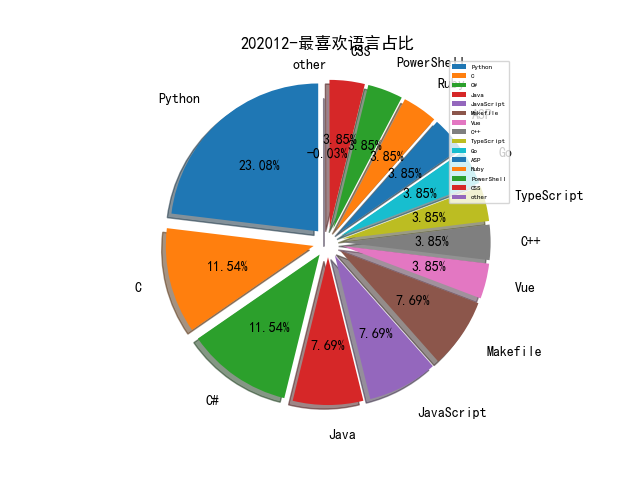 202012-最喜欢语言占比
CSS
other
PowerShell
Python
TypeScript
C++
C
Vue
Makefile
C#
JavaScript
Java
23.08%
11.54%
11.54%
7.69%
7.69%
7.69%
3.85%
3.85%
3.85%
3.85%
3.85%
3.85%
3.85%
3.85%
-0.03%
Go
Python
C
C#
Java
JavaScript
Makefile
Vue
C++
TypeScript
Go
ASP
Ruby
PowerShell
CSS
other